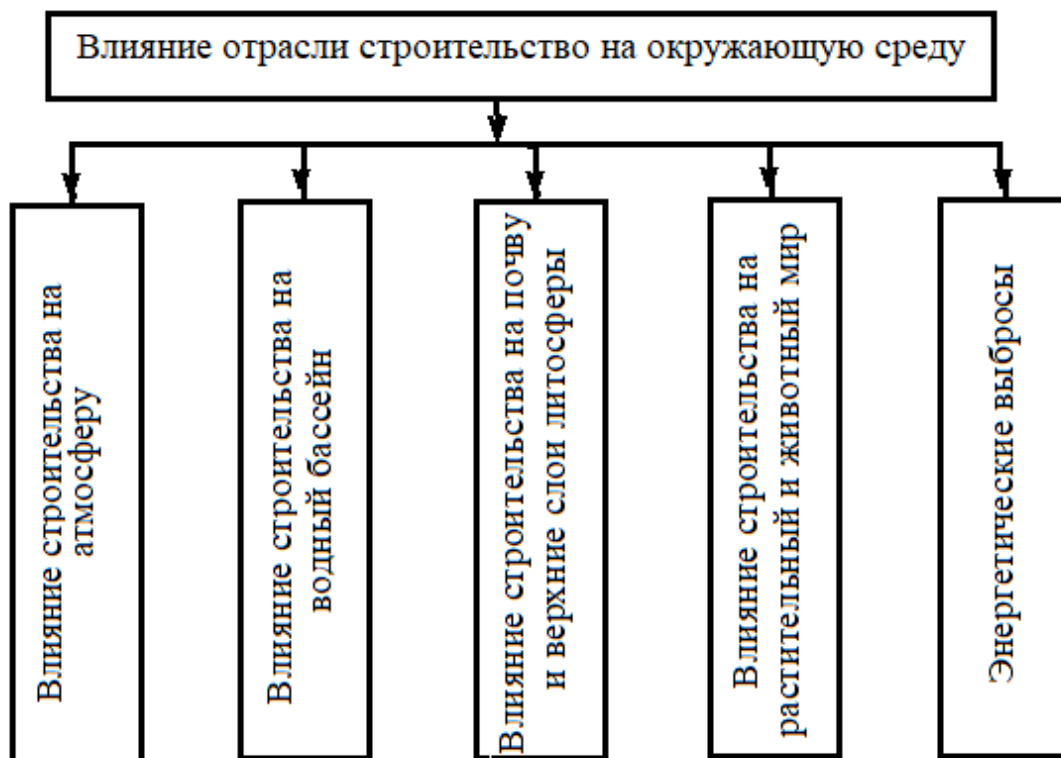 Влияние отрасли строительство на окружающую среду
Влияние строительства на
атмосферу
Влияние строительства на
водный бассейн
Влияние строительства на почву
и верхние слои литосферы
Влияние строительства на
растительный и животный мир
Энергетические выбросы